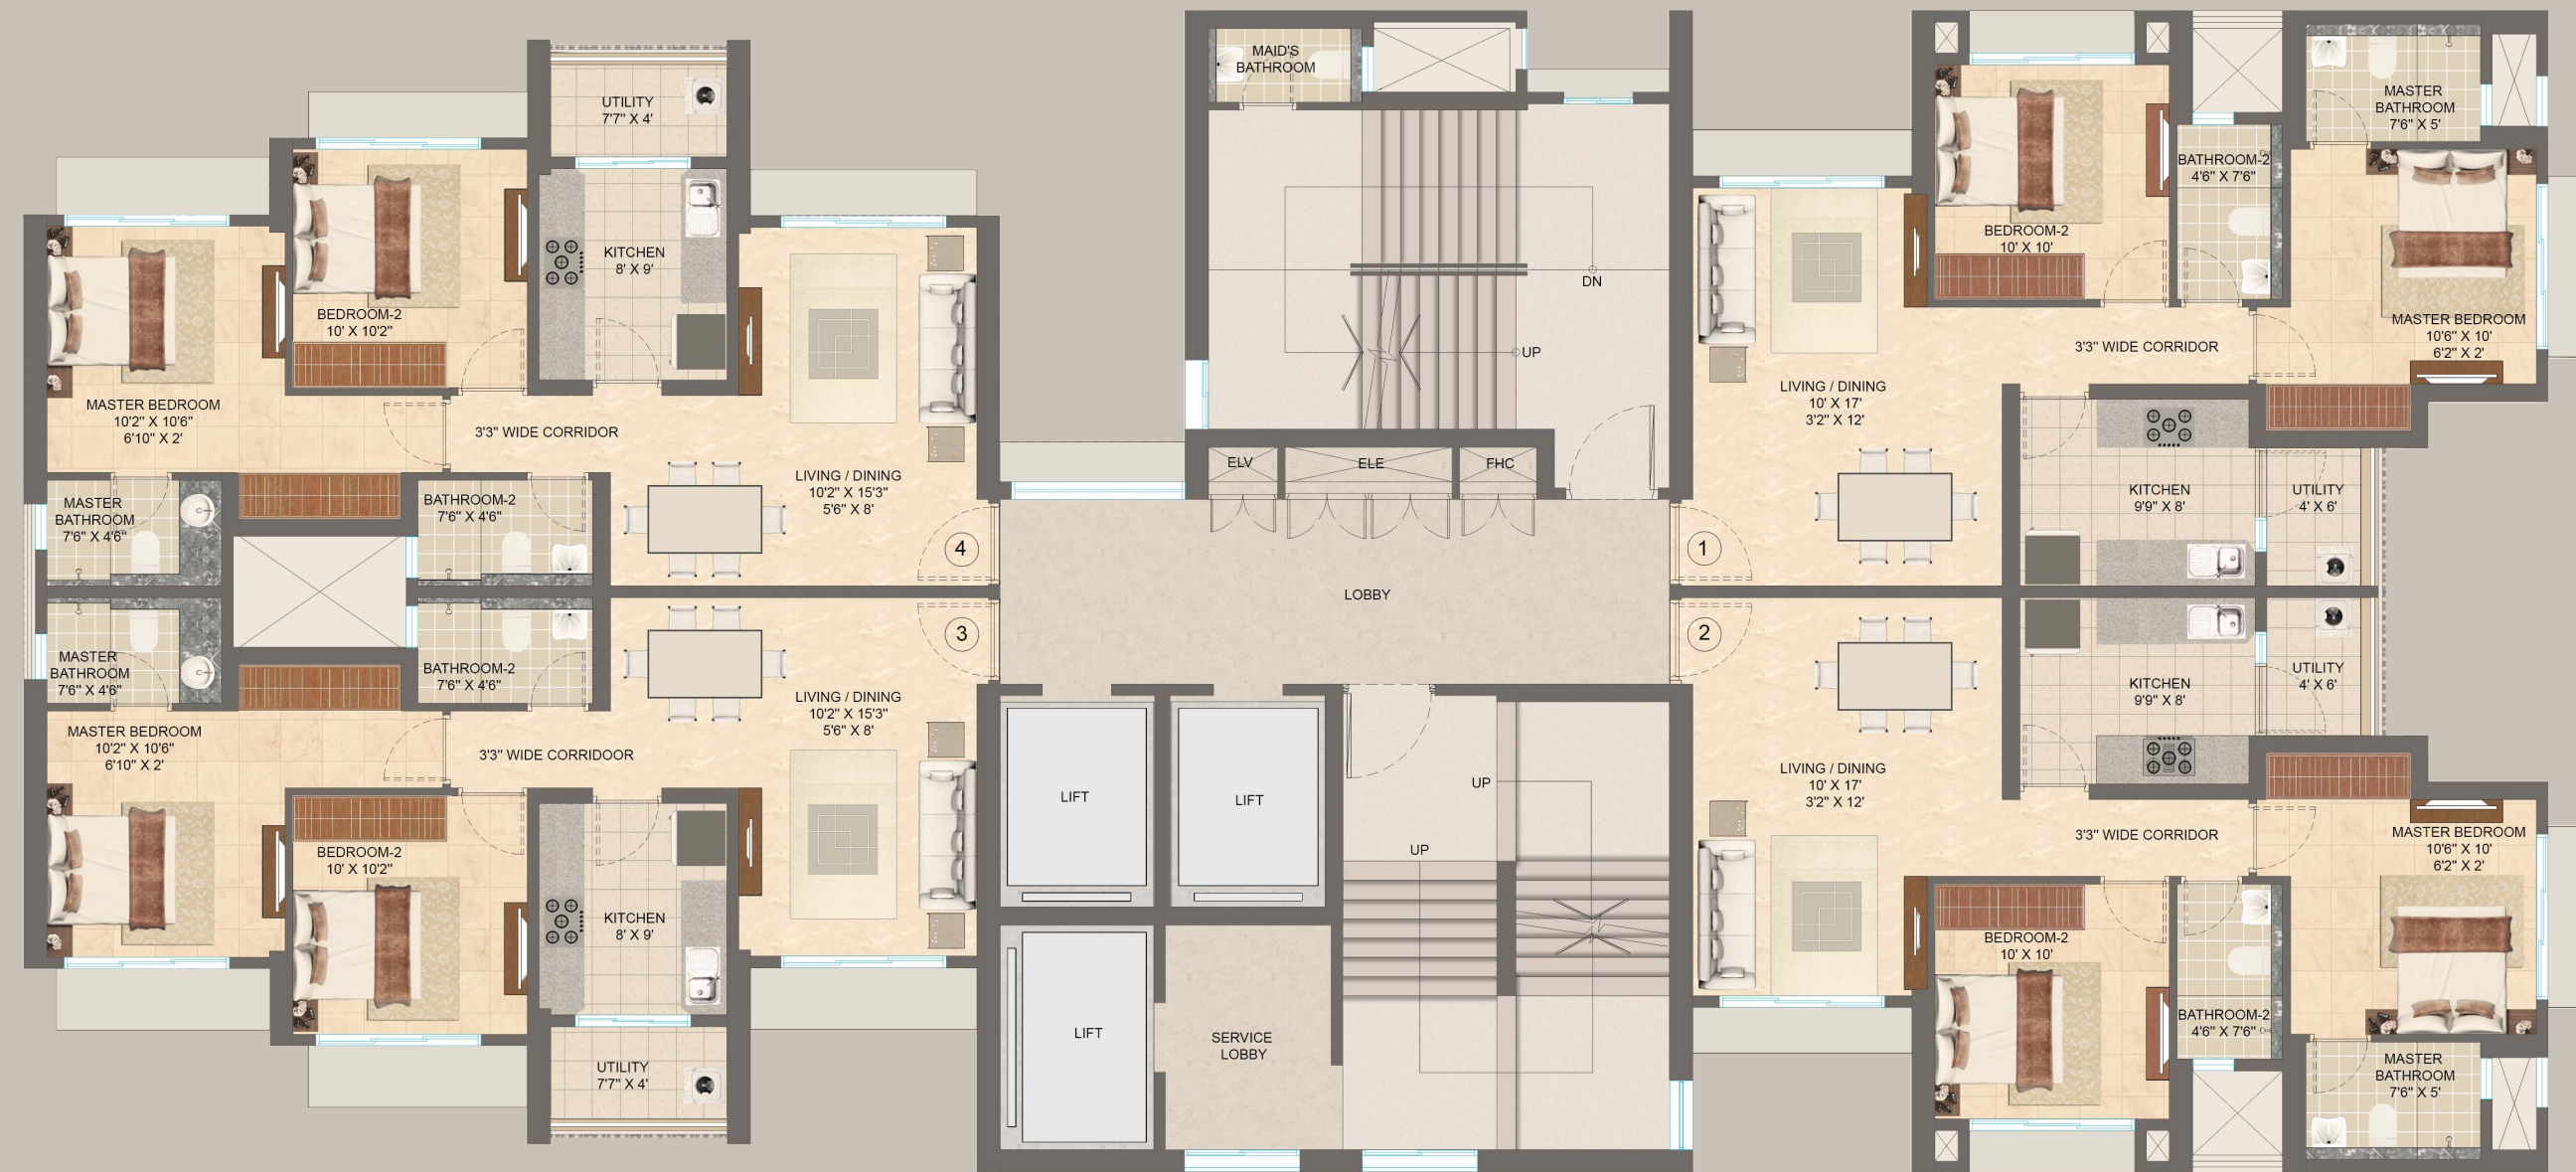 UTILITY
7'7" X 4'
KITCHEN
8' X 9'
BEDROOM-2
10' X 10'2"
MASTER BEDROOM
10'2" X 10'6"
6'10" X 2'
3'3" WIDE CORRIDOR
LIVING / DINING
10'2" X 15'3"
5'6" X 8'
MASTER
BATHROOM
7'6" X 4'6"
BATHROOM-2
7'6" X 4'6"
4
MASTER
BATHROOM
7'6" X 4'6"
BATHROOM-2
7'6" X 4'6"
3
LIVING / DINING
10'2" X 15'3"
5'6" X 8'
MASTER BEDROOM
10'2" X 10'6"
6'10" X 2'
3'3" WIDE CORRIDOOR
BEDROOM-2
10' X 10'2"
KITCHEN
8' X 9'
UTILITY
7'7" X 4'
MAID'S
BATHROOM
DN
UP
ELV
ELE
FHC
LOBBY
LIFT
LIFT
LIFT
SERVICE
LOBBY
UP
UP
MASTER
BATHROOM
7'6" X 5'
BATHROOM-2
4'6" X 7'6"
BEDROOM-2
10' X 10'
MASTER BEDROOM
10'6" X 10'
6'2" X 2'
3'3" WIDE CORRIDOR
LIVING / DINING
10' X 17'
3'2" X 12'
KITCHEN
9'9" X 8'
UTILITY
4' X 6'
1
2
KITCHEN
9'9" X 8'
UTILITY
4' X 6'
LIVING / DINING
10' X 17'
3'2" X 12'
3'3" WIDE CORRIDOR
MASTER BEDROOM
10'6" X 10'
6'2" X 2'
BEDROOM-2
10' X 10'
BATHROOM-2
4'6" X 7'6"
MASTER
BATHROOM
7'6" X 5'